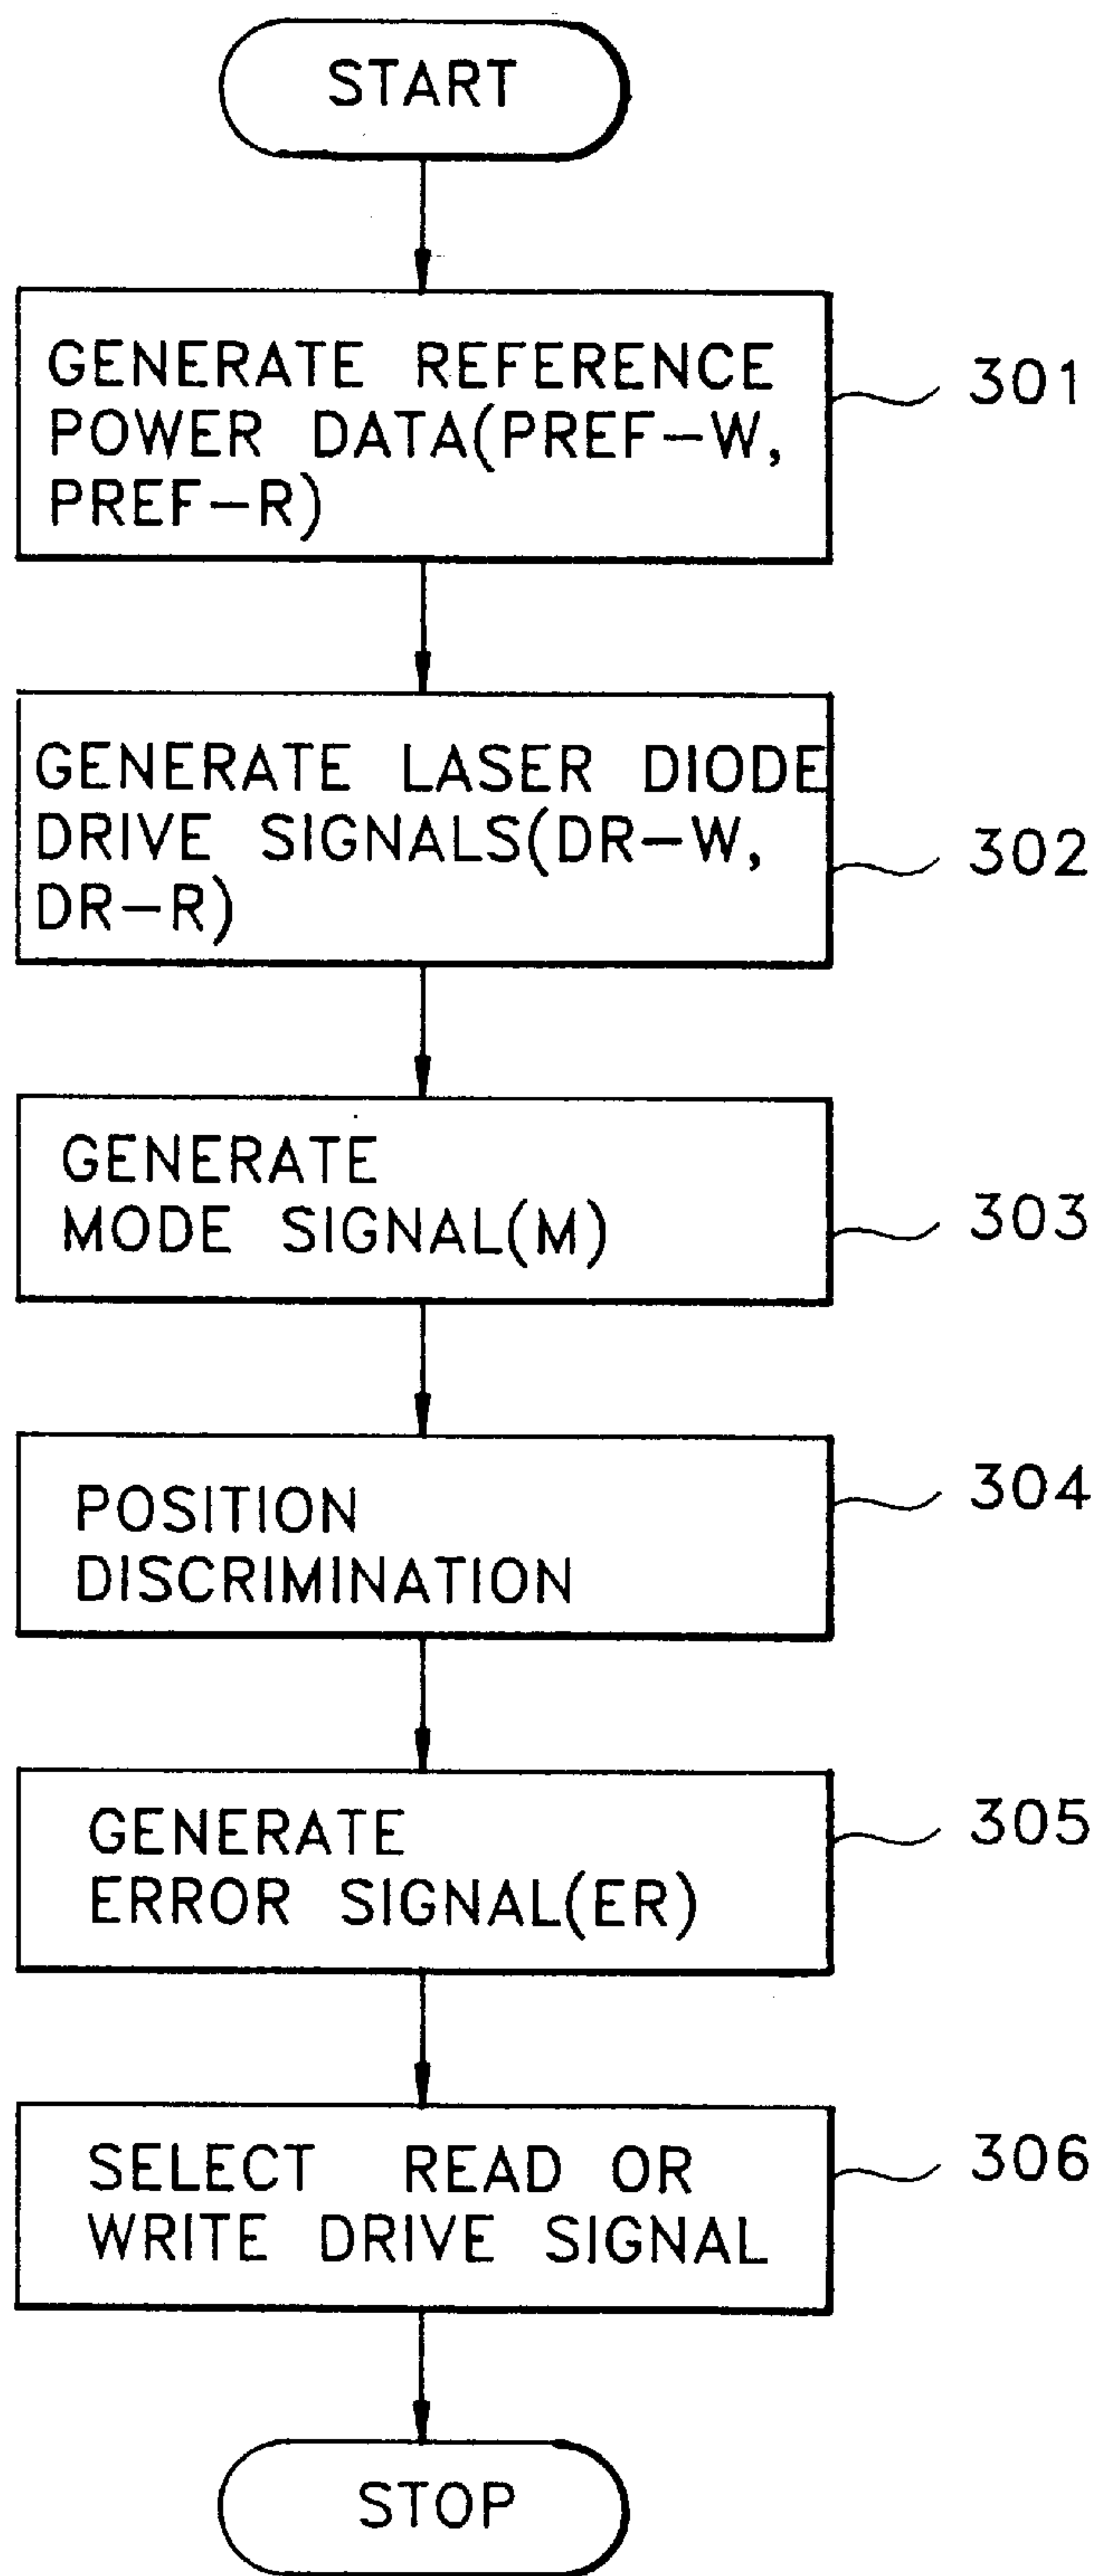 START
GENERATE REFERENCE
POWER DATA(PREF-W,
PREF-R)
301
GENERATE LASER DIODE
DRIVE SIGNALS(DR-W,
DR-R)
302
GENERATE
MODE SIGNAL(M)
303
POSITION
DISCRIMINATION
304
GENERATE
ERROR SIGNAL(ER)
305
SELECT READ OR
WRITE DRIVE SIGNAL
306
STOP